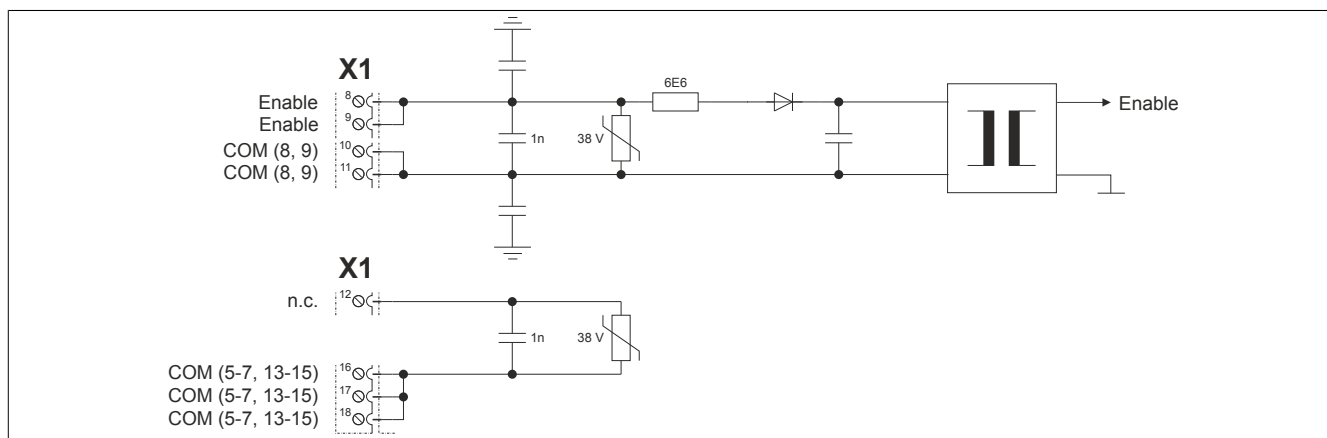 X1
Enable 8
Enable 9
COM (8, 9) 10
COM (8, 9) 11
1n
38 V
6E6
Enable
X1
n.c. 12
1n
38 V
COM (5-7, 13-15) 16
COM (5-7, 13-15) 17
COM (5-7, 13-15) 18